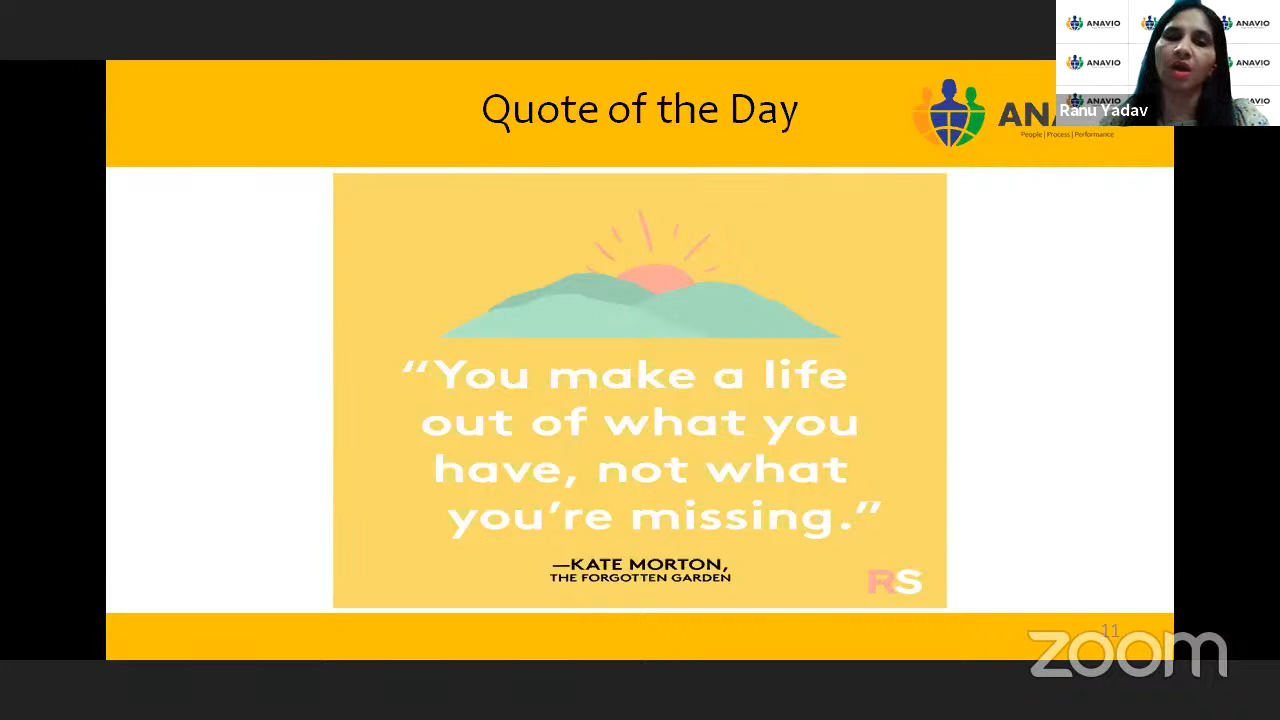 Quote of the Day
People | Process | Performance
ANAVIO
ANAVIO
ANAVIO
ANAVIO
ANAVIO
Ranu Yadav
“You make a life
out of what you
have, not what
you’re missing.”
—KATE MORTON,
THE FORGOTTEN GARDEN
RS
11
zoom